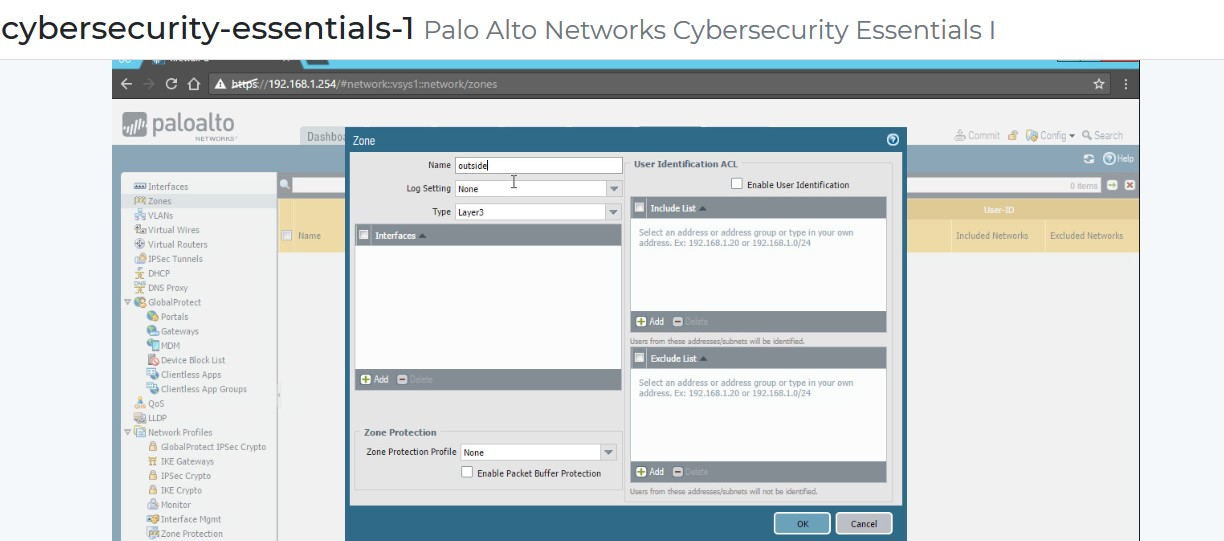 cybersecurity-essentials-1 Palo Alto Networks Cybersecurity Essentials I
https://192.168.1.254/#network::vsys1::network/zones
paloalto
NETWORKS
Dashbo
Commit Config Search
Help
Interfaces
Zones
VLANs
Virtual Wires
Virtual Routers
IPSec Tunnels
DHCP
DNS Proxy
GlobalProtect
Portals
Gateways
MDM
Device Block List
Clientless Apps
Clientless App Groups
QoS
LLDP
Network Profiles
GlobalProtect IPSec Crypto
IKE Gateways
IPSec Crypto
IKE Crypto
Monitor
Interface Mgmt
Zone Protection
Name
Zone
Name outside
Log Setting None
Type Layer3
Interfaces
Add Delete
Zone Protection
Zone Protection Profile None
Enable Packet Buffer Protection
User Identification ACL
Enable User Identification
Include List
Select an address or address group or type in your own
address. Ex: 192.168.1.20 or 192.168.1.0/24
Add Delete
Users from these addresses/subnets will be identified.
Exclude List
Select an address or address group or type in your own
address. Ex: 192.168.1.20 or 192.168.1.0/24
Add Delete
Users from these addresses/subnets will not be identified.
OK Cancel
0 items
User-ID
Included Networks Excluded Networks